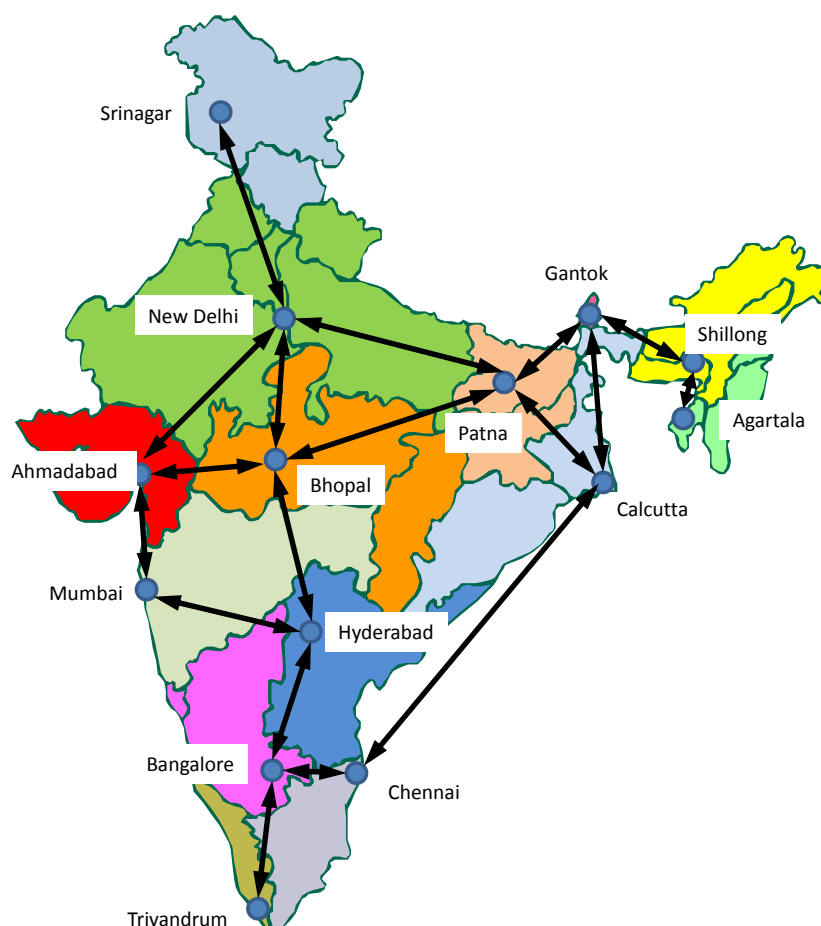 Srinagar
Gantok
New Delhi
Shillong
Agartala
Patna
Ahmadabad
Bhopal
Calcutta
Mumbai
Hyderabad
Bangalore
Chennai
Trivandrum